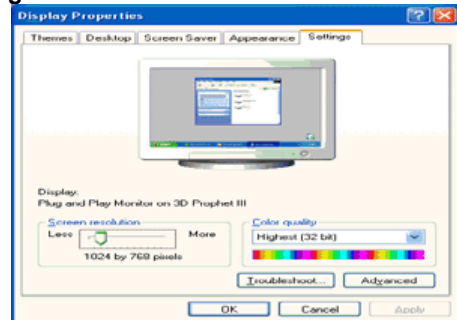 g
Display Properties
Themes Desktop Screen Saver Appearance Settings
Display:
Plug and Play Monitor on 3D Prophet III
Screen resolution
Less More
1024 by 768 pixels
Color quality
Highest (32 bit)
Troubleshoot... Advanced
OK Cancel Apply